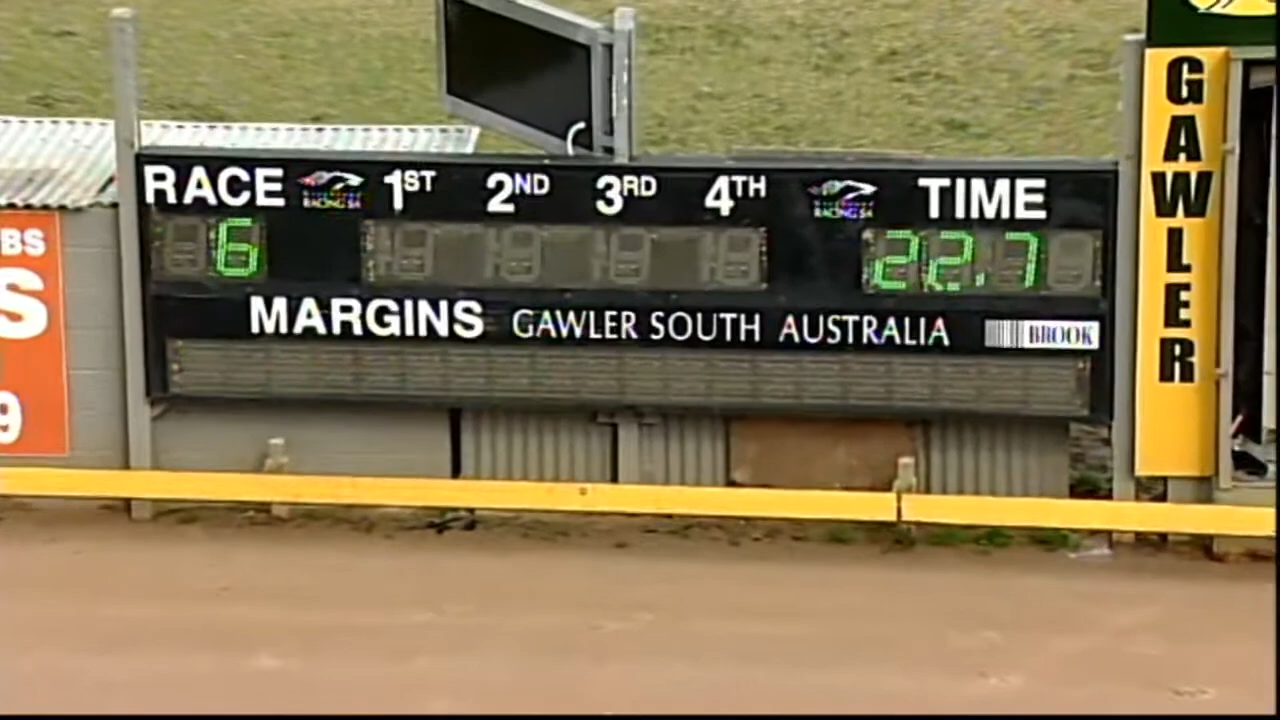 RACE 1ST 2ND 3RD 4TH TIME
6 22.7
MARGINS GAWLER SOUTH AUSTRALIA BROOK
GAWLER
BS
S
9